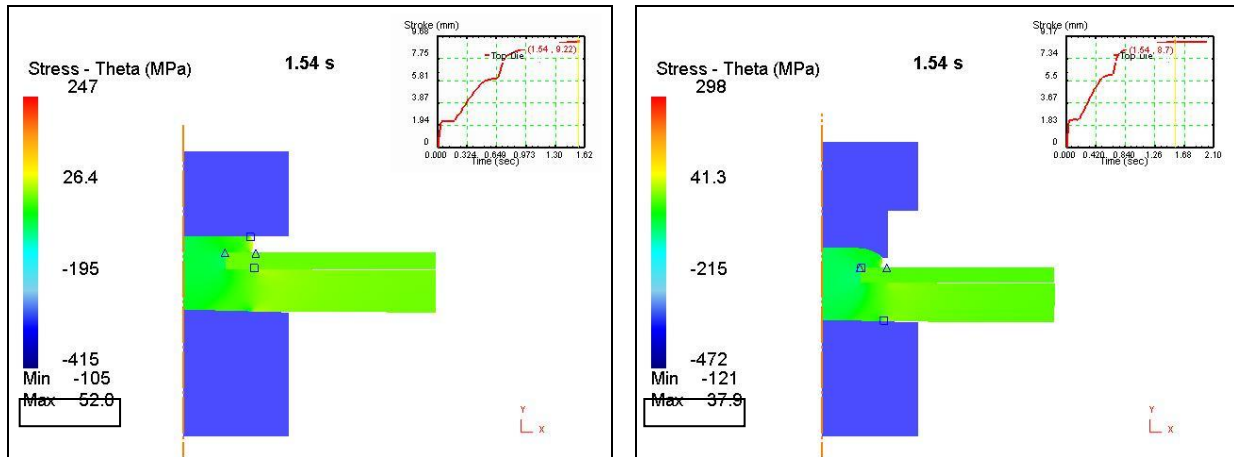 Stroke (mm)
9.68
7.75
5.81
3.87
1.94
0
Top Die
(1.54 , 9.22)
0.000 0.324 0.649 0.973 1.30 1.62
Time (sec)
Stress - Theta (MPa)
1.54 s
247
26.4
-195
-415
Min -105
Max 52.0
Y
X
Stroke (mm)
9.17
7.34
5.5
3.67
1.83
0
Top Die
(1.54 , 8.7)
0.000 0.420 0.840 1.26 1.68 2.10
Time (sec)
Stress - Theta (MPa)
1.54 s
298
41.3
-215
-472
Min -121
Max 37.9
Y
X